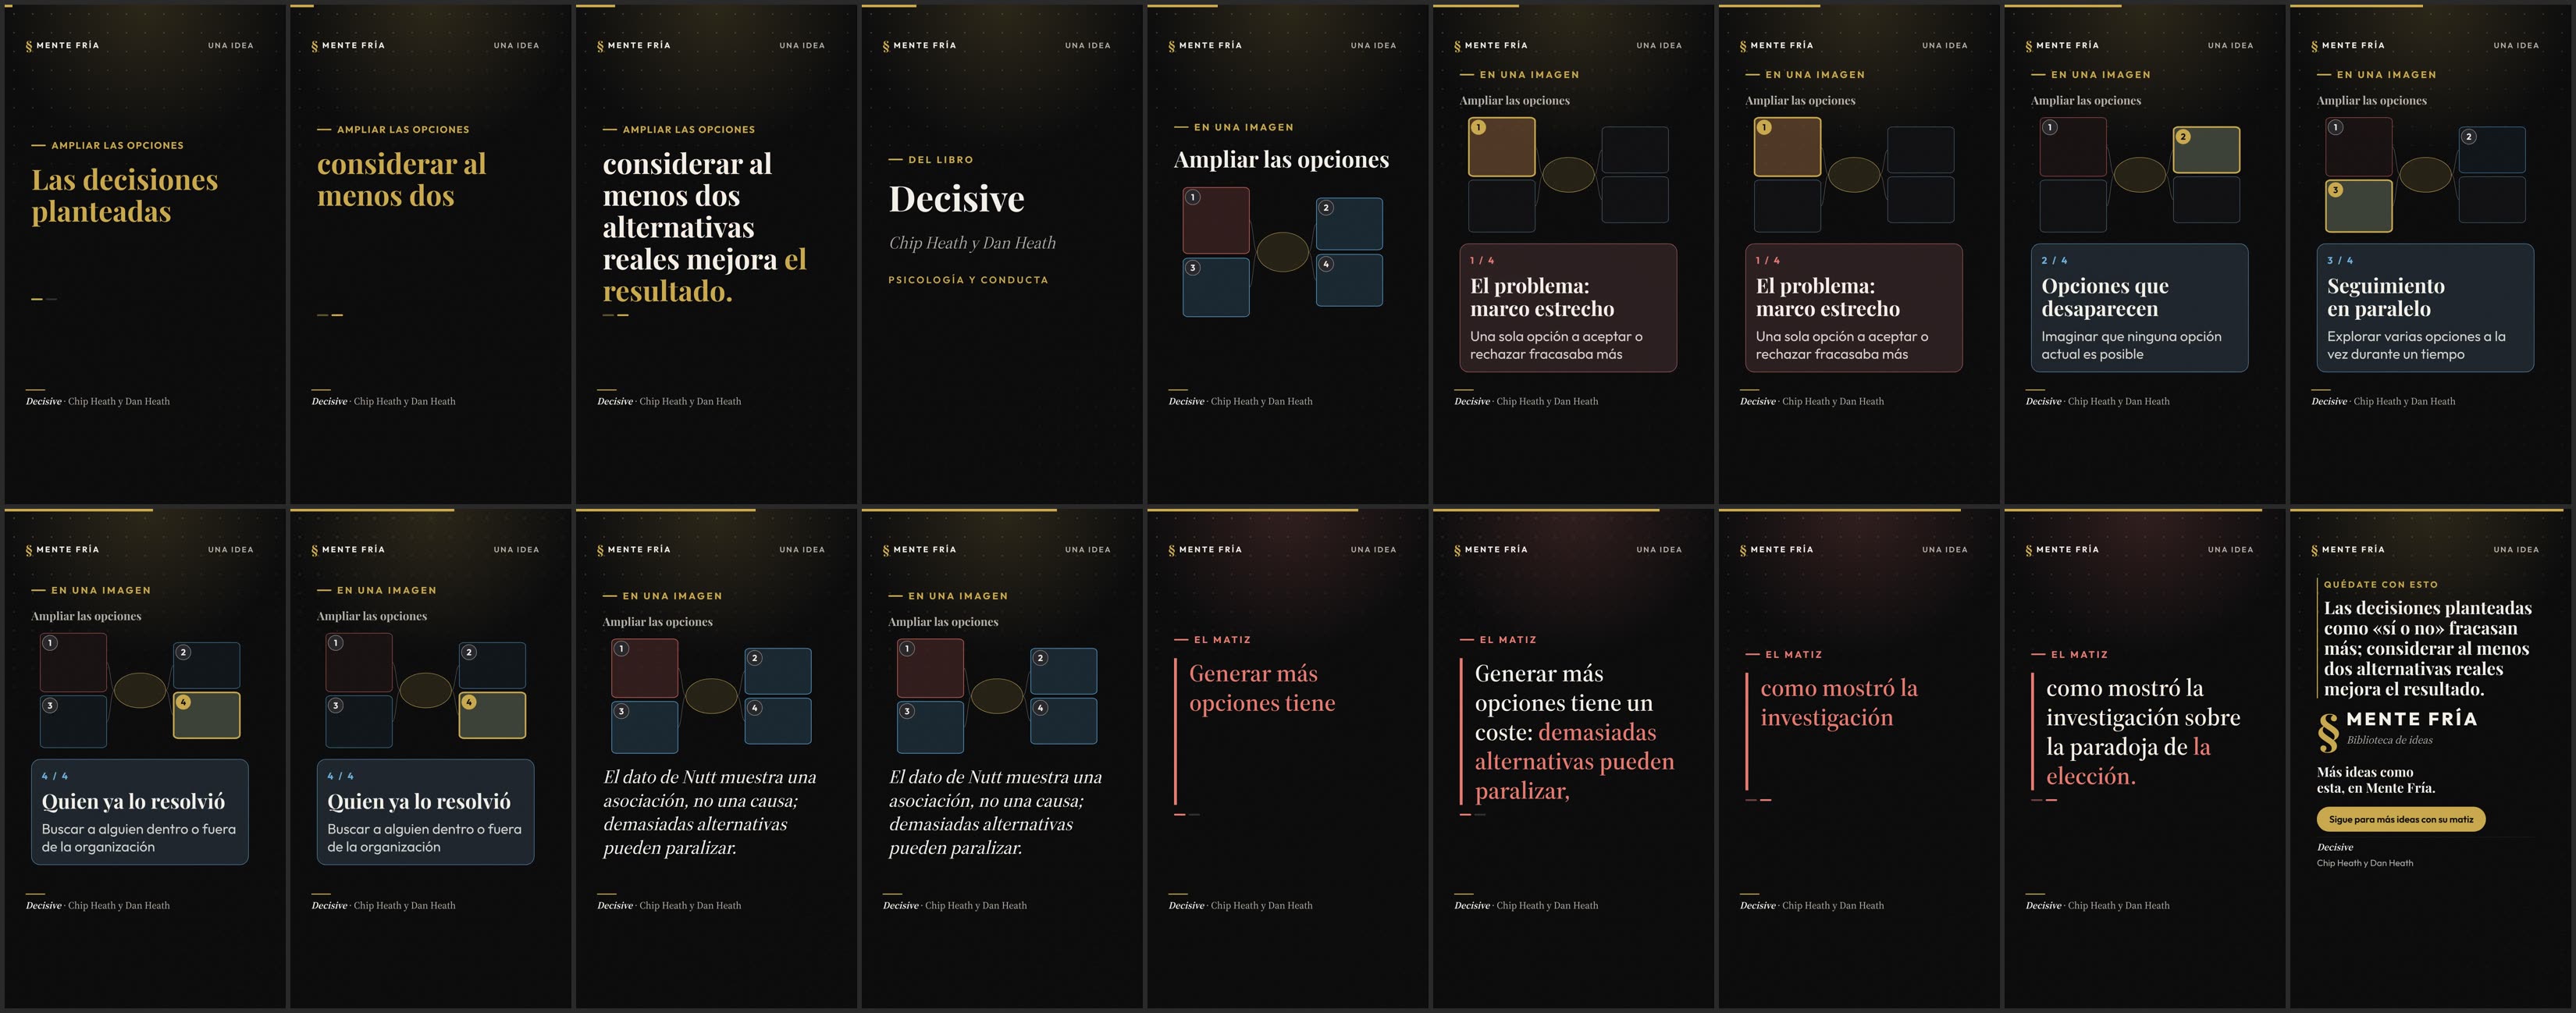 § MENTE FRÍA
UNA IDEA
AMPLIAR LAS OPCIONES
Las decisiones
planteadas
Decisive · Chip Heath y Dan Heath
§ MENTE FRÍA
UNA IDEA
AMPLIAR LAS OPCIONES
considerar al
menos dos
Decisive · Chip Heath y Dan Heath
§ MENTE FRÍA
UNA IDEA
AMPLIAR LAS OPCIONES
considerar al
menos dos
alternativas
reales mejora el
resultado.
Decisive · Chip Heath y Dan Heath
§ MENTE FRÍA
UNA IDEA
DEL LIBRO
Decisive
Chip Heath y Dan Heath
PSICOLOGÍA Y CONDUCTA
§ MENTE FRÍA
UNA IDEA
EN UNA IMAGEN
Ampliar las opciones
1
2
3
4
Decisive · Chip Heath y Dan Heath
§ MENTE FRÍA
UNA IDEA
EN UNA IMAGEN
Ampliar las opciones
1
1 / 4
El problema:
marco estrecho
Una sola opción a aceptar o
rechazar fracasaba más
Decisive · Chip Heath y Dan Heath
§ MENTE FRÍA
UNA IDEA
EN UNA IMAGEN
Ampliar las opciones
1
1 / 4
El problema:
marco estrecho
Una sola opción a aceptar o
rechazar fracasaba más
Decisive · Chip Heath y Dan Heath
§ MENTE FRÍA
UNA IDEA
EN UNA IMAGEN
Ampliar las opciones
1
2
2 / 4
Opciones que
desaparecen
Imaginar que ninguna opción
actual es posible
Decisive · Chip Heath y Dan Heath
§ MENTE FRÍA
UNA IDEA
EN UNA IMAGEN
Ampliar las opciones
1
2
3
3 / 4
Seguimiento
en paralelo
Explorar varias opciones a la
vez durante un tiempo
Decisive · Chip Heath y Dan Heath
§ MENTE FRÍA
UNA IDEA
EN UNA IMAGEN
Ampliar las opciones
1
2
3
4
4 / 4
Quien ya lo resolvió
Buscar a alguien dentro o fuera
de la organización
Decisive · Chip Heath y Dan Heath
§ MENTE FRÍA
UNA IDEA
EN UNA IMAGEN
Ampliar las opciones
1
2
3
4
4 / 4
Quien ya lo resolvió
Buscar a alguien dentro o fuera
de la organización
Decisive · Chip Heath y Dan Heath
§ MENTE FRÍA
UNA IDEA
EN UNA IMAGEN
Ampliar las opciones
1
2
3
4
El dato de Nutt muestra una
asociación, no una causa;
demasiadas alternativas
pueden paralizar.
Decisive · Chip Heath y Dan Heath
§ MENTE FRÍA
UNA IDEA
EN UNA IMAGEN
Ampliar las opciones
1
2
3
4
El dato de Nutt muestra una
asociación, no una causa;
demasiadas alternativas
pueden paralizar.
Decisive · Chip Heath y Dan Heath
§ MENTE FRÍA
UNA IDEA
EL MATIZ
Generar más
opciones tiene
Decisive · Chip Heath y Dan Heath
§ MENTE FRÍA
UNA IDEA
EL MATIZ
Generar más
opciones tiene un
coste: demasiadas
alternativas pueden
paralizar,
Decisive · Chip Heath y Dan Heath
§ MENTE FRÍA
UNA IDEA
EL MATIZ
como mostró la
investigación
Decisive · Chip Heath y Dan Heath
§ MENTE FRÍA
UNA IDEA
EL MATIZ
como mostró la
investigación sobre
la paradoja de la
elección.
Decisive · Chip Heath y Dan Heath
§ MENTE FRÍA
UNA IDEA
QUÉDATE CON ESTO
Las decisiones planteadas
como «sí o no» fracasan
más; considerar al menos
dos alternativas reales
mejora el resultado.
§ MENTE FRÍA
Biblioteca de ideas
Más ideas como
esta, en Mente Fría.
Sigue para más ideas con su matiz
Decisive
Chip Heath y Dan Heath